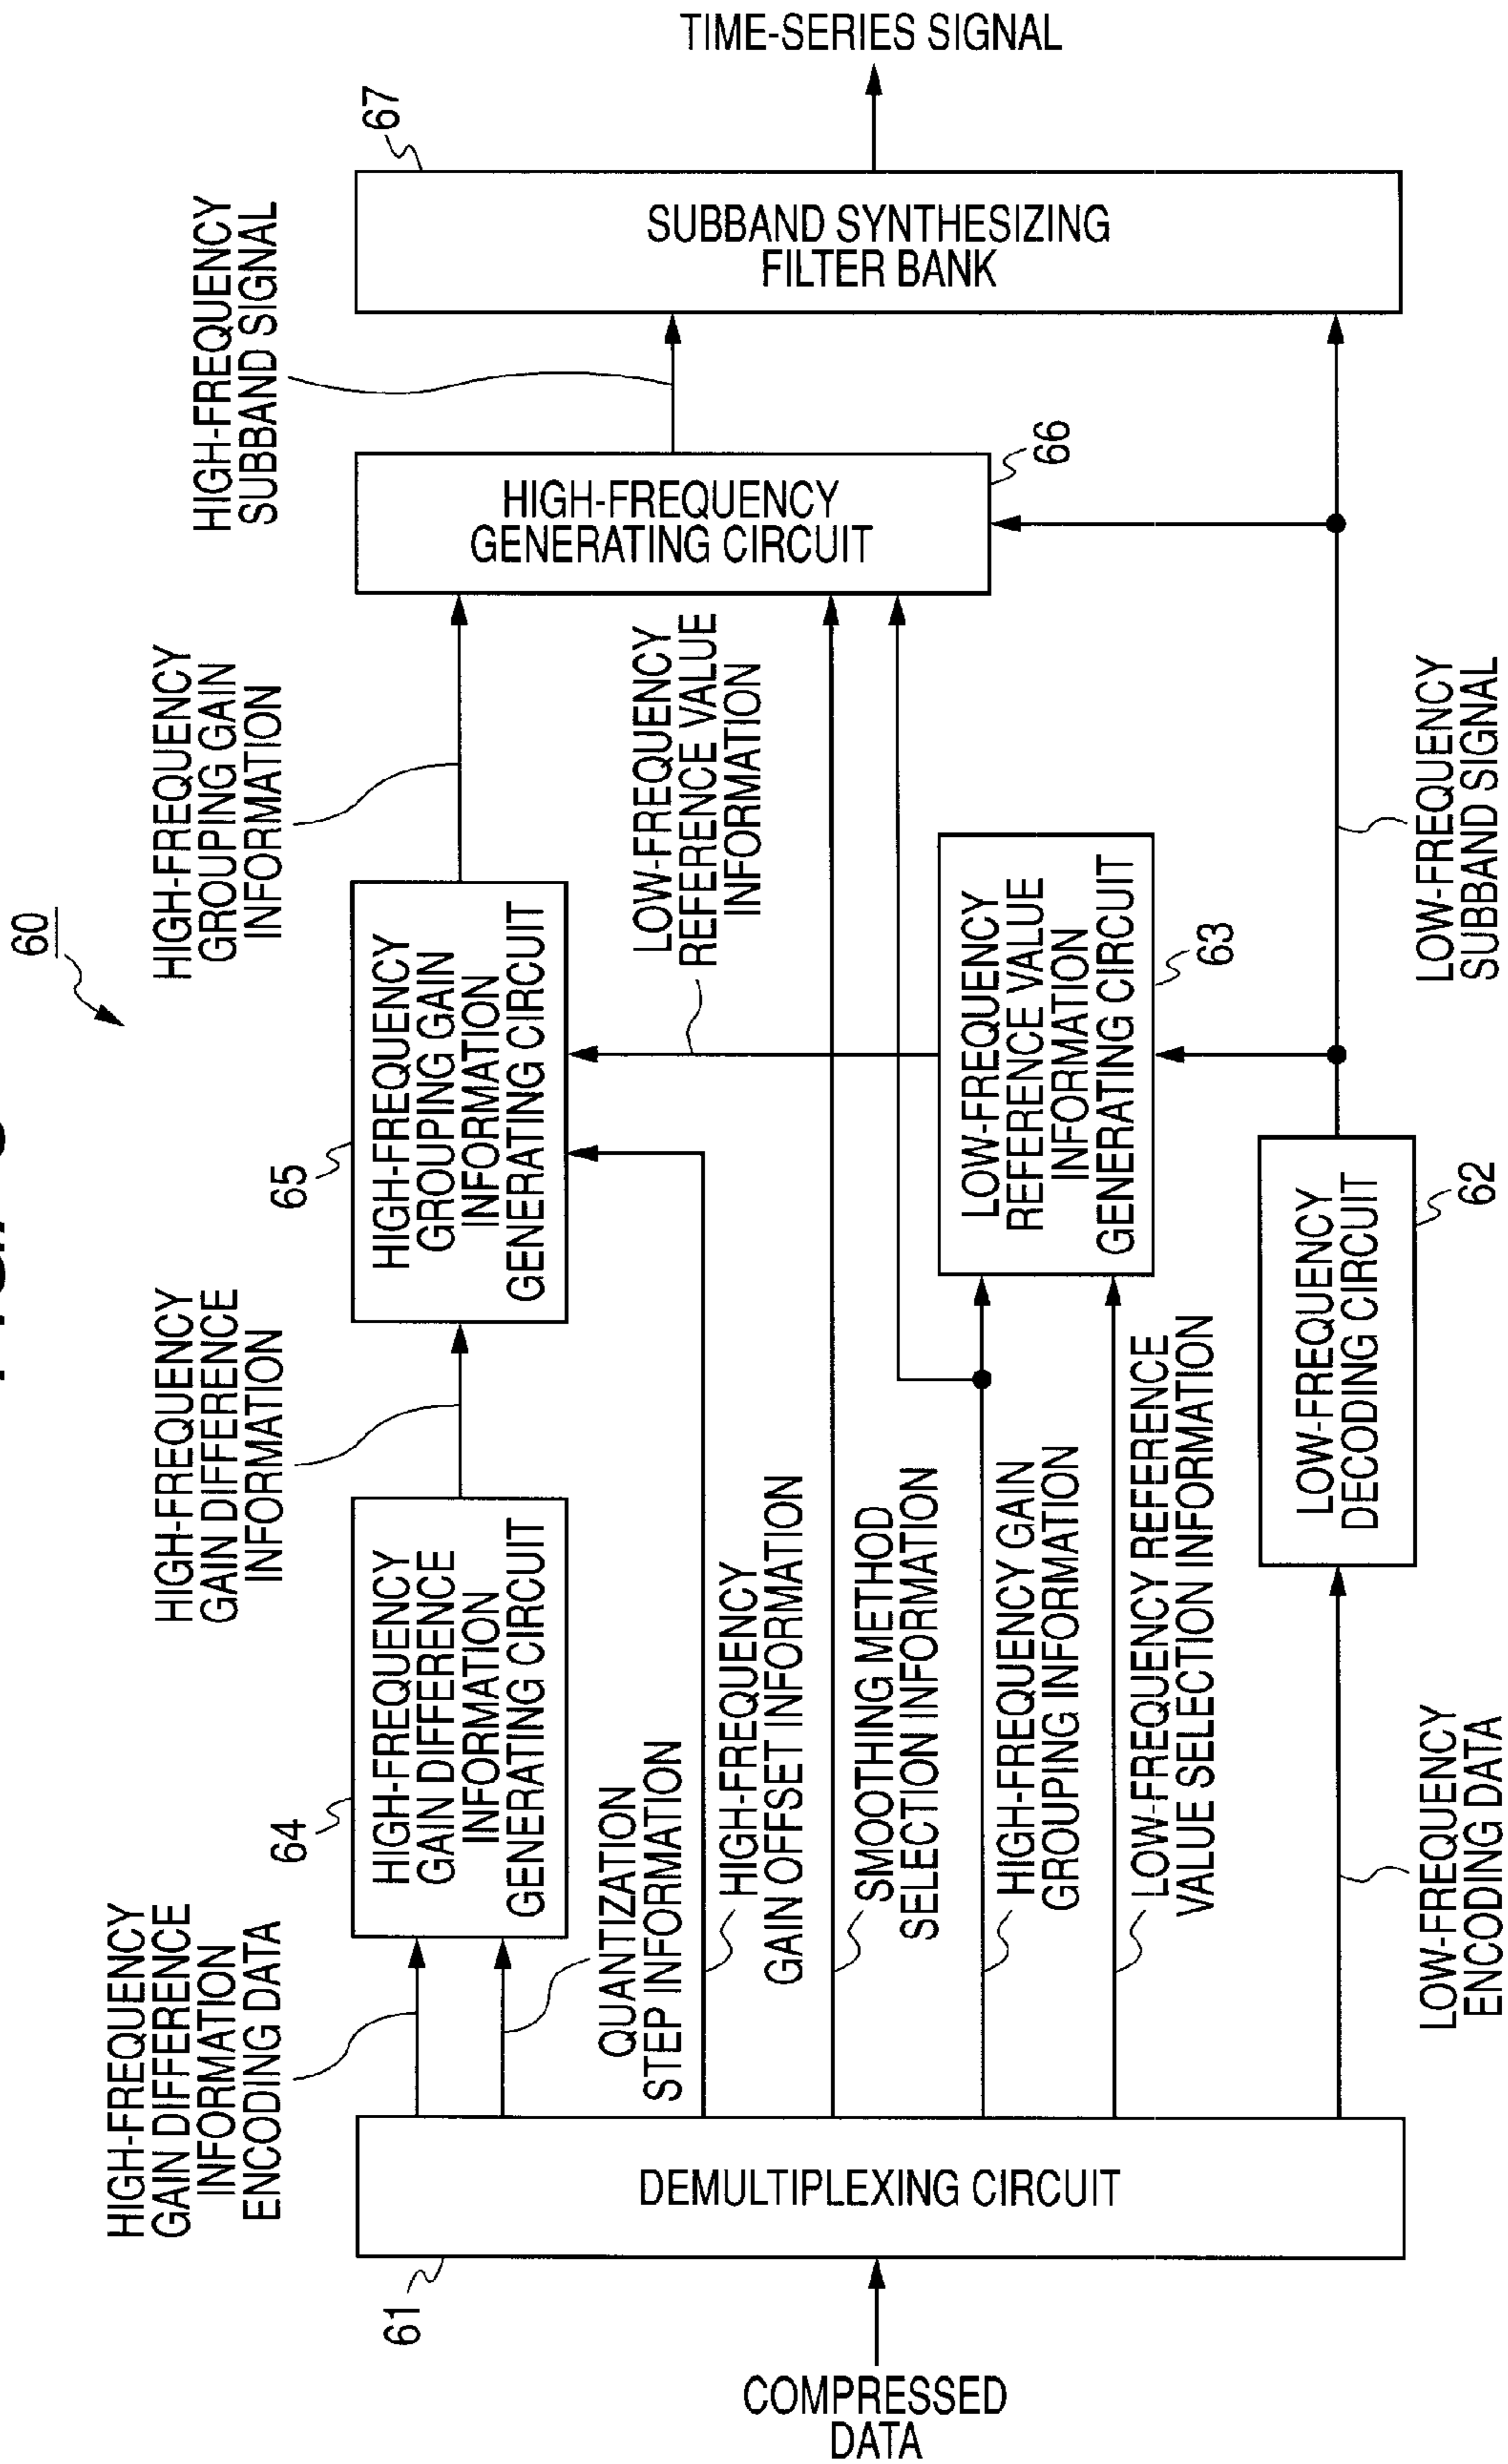 60
COMPRESSED
DATA
61
DEMULTIPLEXING CIRCUIT
HIGH-FREQUENCY
GAIN DIFFERENCE
INFORMATION
ENCODING DATA
QUANTIZATION
STEP INFORMATION
HIGH-FREQUENCY
GAIN OFFSET INFORMATION
SMOOTHING METHOD
SELECTION INFORMATION
HIGH-FREQUENCY GAIN
GROUPING INFORMATION
LOW-FREQUENCY REFERENCE
VALUE SELECTION INFORMATION
LOW-FREQUENCY
ENCODING DATA
64
HIGH-FREQUENCY
GAIN DIFFERENCE
INFORMATION
GENERATING CIRCUIT
HIGH-FREQUENCY
GAIN DIFFERENCE
INFORMATION
65
HIGH-FREQUENCY
GROUPING GAIN
INFORMATION
GENERATING CIRCUIT
LOW-FREQUENCY
REFERENCE VALUE
INFORMATION
LOW-FREQUENCY
REFERENCE VALUE
INFORMATION
GENERATING CIRCUIT
63
LOW-FREQUENCY
DECODING CIRCUIT
62
LOW-FREQUENCY
SUBBAND SIGNAL
HIGH-FREQUENCY
GROUPING GAIN
INFORMATION
HIGH-FREQUENCY
GENERATING CIRCUIT
66
HIGH-FREQUENCY
SUBBAND SIGNAL
67
SUBBAND SYNTHESIZING
FILTER BANK
TIME-SERIES SIGNAL